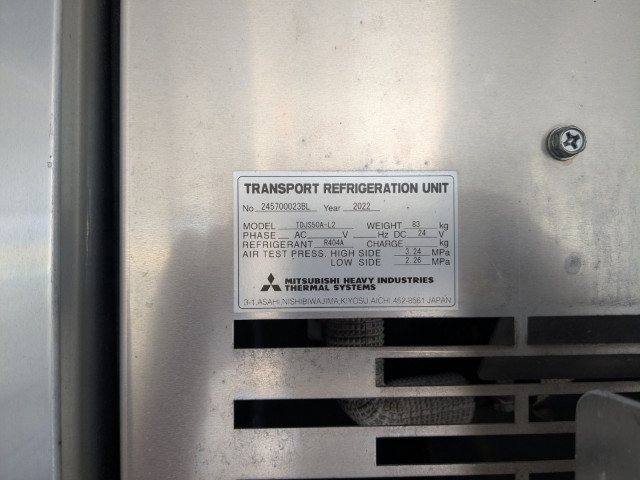 TRANSPORT REFRIGERATION UNIT
No 245700023BL Year 2022
MODEL TDJS50A-L2 WEIGHT 83 kg
PHASE AC V Hz DC 24 V
REFRIGERANT R404A CHARGE kg
AIR TEST PRESS. HIGH SIDE 3.24 MPa
LOW SIDE 2.26 MPa
MITSUBISHI HEAVY INDUSTRIES
THERMAL SYSTEMS
3-1,ASAHI,NISHIBIWAJIMA,KIYOSU,AICHI,452-8561 JAPAN